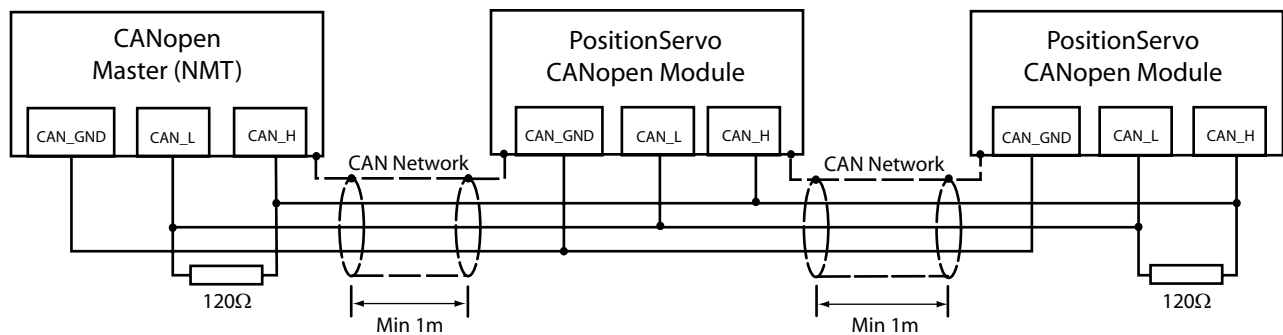 CANopen
Master (NMT)
CAN_GND
CAN_L
CAN_H
PositionServo
CANopen Module
CAN_GND
CAN_L
CAN_H
PositionServo
CANopen Module
CAN_GND
CAN_L
CAN_H
CAN Network
CAN Network
120Ω
Min 1m
Min 1m
120Ω